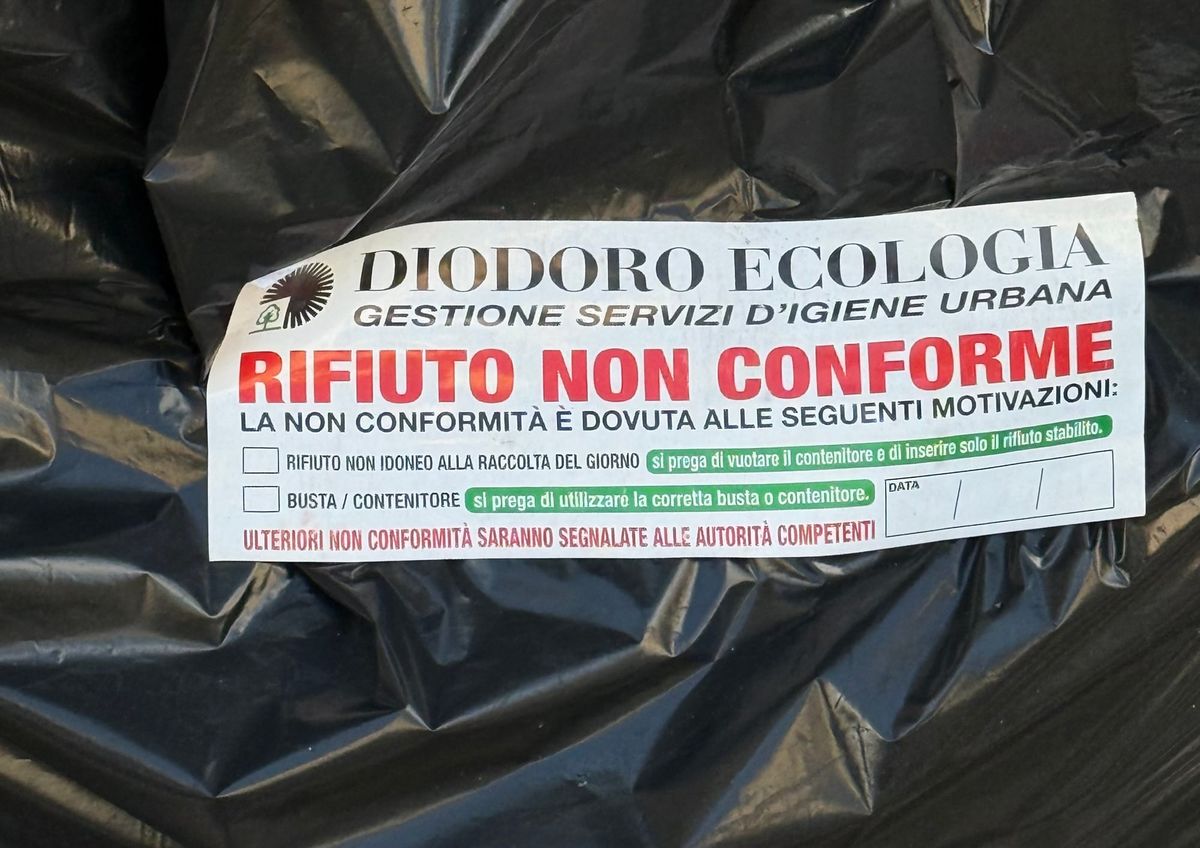 DIODORO ECOLOGIA
GESTIONE SERVIZI D'IGIENE URBANA
RIFIUTO NON CONFORME
LA NON CONFORMITÀ È DOVUTA ALLE SEGUENTI MOTIVAZIONI:
RIFIUTO NON IDONEO ALLA RACCOLTA DEL GIORNO si prega di vuotare il contenitore e di inserire solo il rifiuto stabilito.
BUSTA / CONTENITORE si prega di utilizzare la corretta busta o contenitore.
DATA / /
ULTERIORI NON CONFORMITÀ SARANNO SEGNALATE ALLE AUTORITÀ COMPETENTI